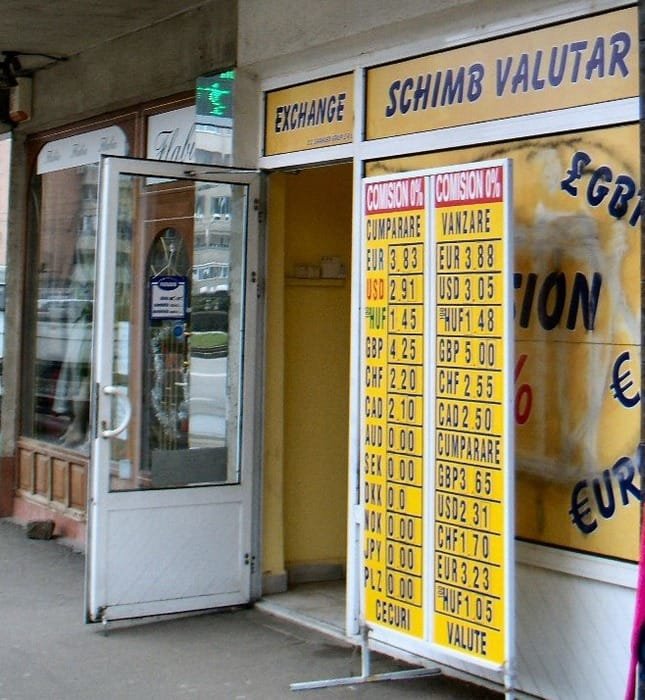 EXCHANGE
SCHIMB VALUTAR
Flabi
COMISION 0%
CUMPARARE
EUR 3.83
USD 2.91
HUF 1.45
GBP 4.25
CHF 2.20
CAD 2.10
AUD 0.00
SEK 0.00
DKK 0.0
NOK 0.00
JPY 0.00
PLZ 0.00
CECURI
COMISION 0%
VANZARE
EUR 3.88
USD 3.05
HUF 1.48
GBP 5.00
CHF 2.55
CAD 2.50
CUMPARARE
GBP 3.65
USD 2.31
CHF 1.70
EUR 3.23
HUF 1.05
VALUTE
£GBP
SION
%
€
€UR